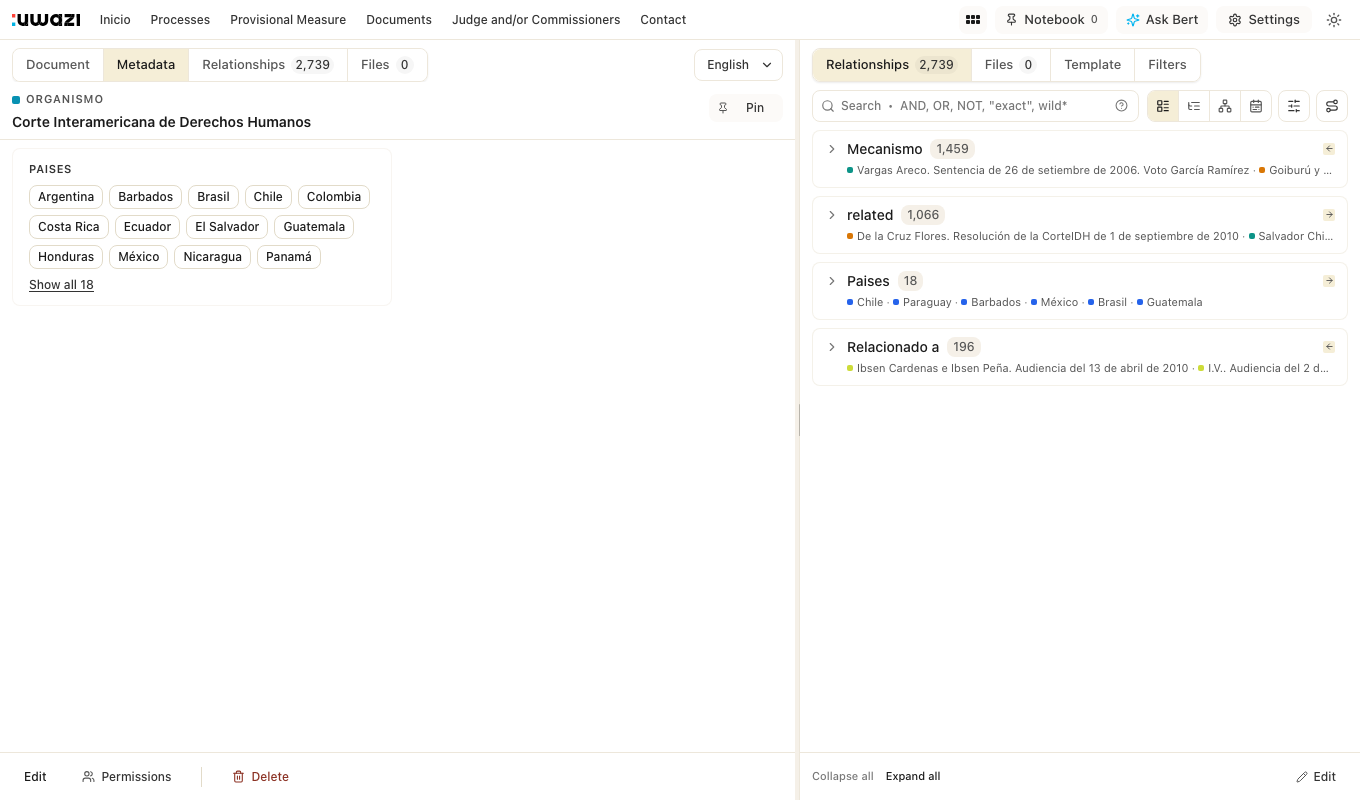 uwazi Inicio Processes Provisional Measure Documents Judge and/or Commissioners Contact Notebook 0 Ask Bert Settings
Document Metadata Relationships 2,739 Files 0 English
ORGANISMO
Corte Interamericana de Derechos Humanos
Pin
PAISES
Argentina Barbados Brasil Chile Colombia
Costa Rica Ecuador El Salvador Guatemala
Honduras México Nicaragua Panamá
Show all 18
Edit Permissions Delete
Relationships 2,739 Files 0 Template Filters
Search • AND, OR, NOT, "exact", wild*
Mecanismo 1,459
Vargas Areco. Sentencia de 26 de setiembre de 2006. Voto García Ramírez · Goiburú y ...
related 1,066
De la Cruz Flores. Resolución de la CorteIDH de 1 de septiembre de 2010 · Salvador Chi...
Paises 18
Chile · Paraguay · Barbados · México · Brasil · Guatemala
Relacionado a 196
Ibsen Cardenas e Ibsen Peña. Audiencia del 13 de abril de 2010 · I.V.. Audiencia del 2 d...
Collapse all Expand all Edit